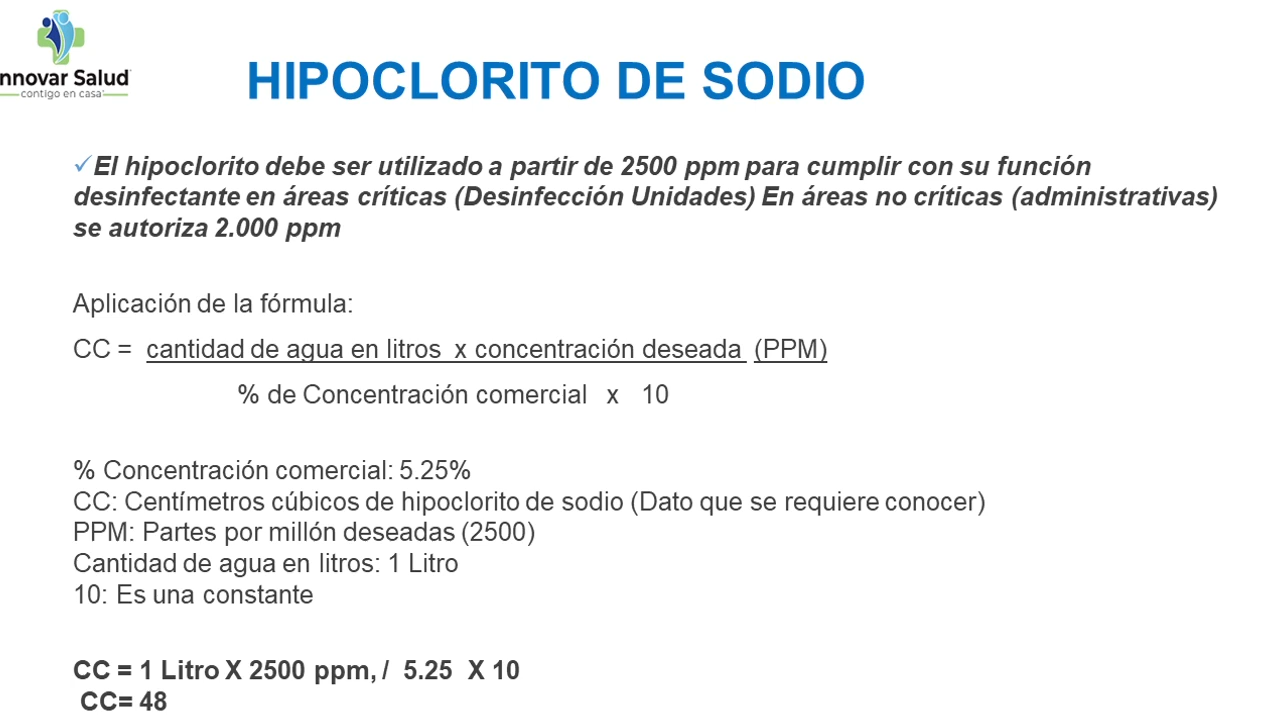 nnovar Salud
contigo en casa
HIPOCLORITO DE SODIO
✓El hipoclorito debe ser utilizado a partir de 2500 ppm para cumplir con su función
desinfectante en áreas críticas (Desinfección Unidades) En áreas no críticas (administrativas)
se autoriza 2.000 ppm
Aplicación de la fórmula:
CC = cantidad de agua en litros x concentración deseada (PPM)
% de Concentración comercial x 10
% Concentración comercial: 5.25%
CC: Centímetros cúbicos de hipoclorito de sodio (Dato que se requiere conocer)
PPM: Partes por millón deseadas (2500)
Cantidad de agua en litros: 1 Litro
10: Es una constante
CC = 1 Litro X 2500 ppm, / 5.25 X 10
CC= 48